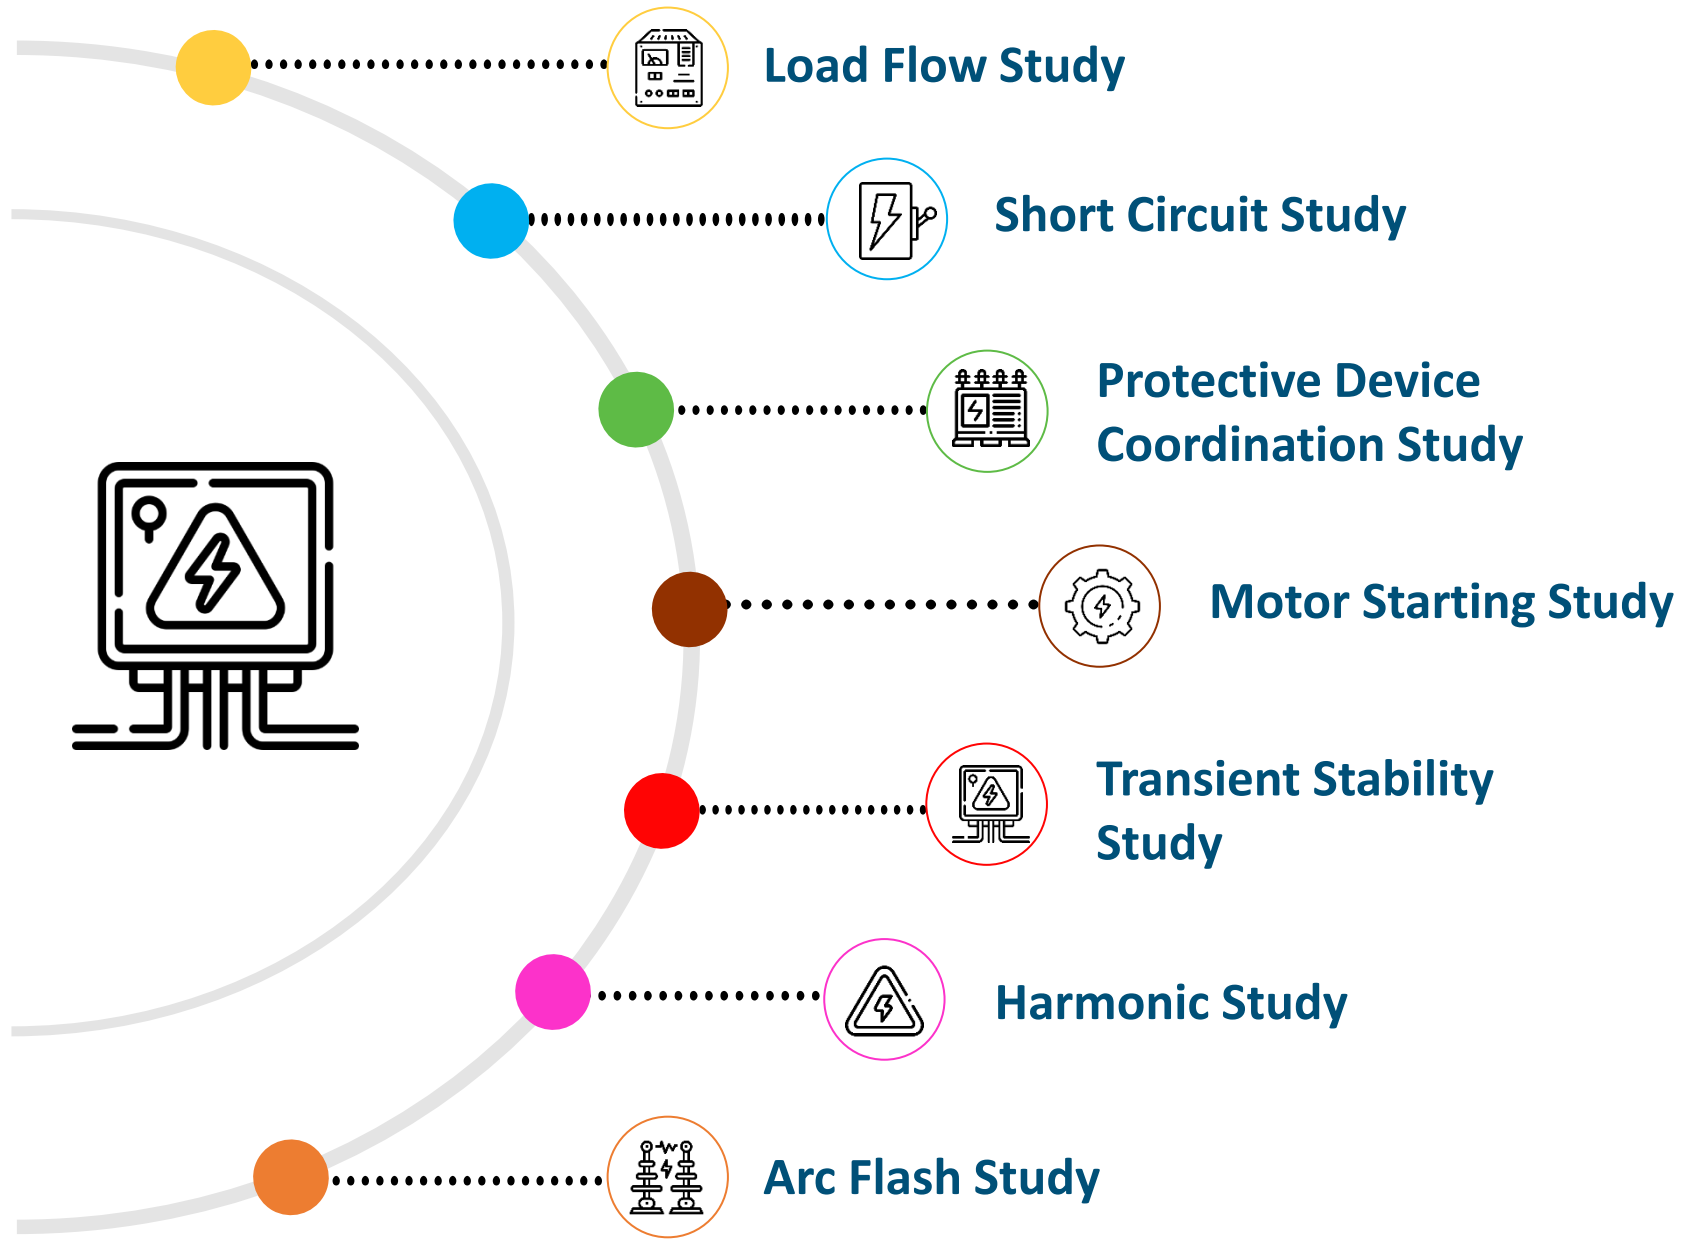 Load Flow Study
Short Circuit Study
Protective Device
Coordination Study
Motor Starting Study
Transient Stability
Study
Harmonic Study
Arc Flash Study